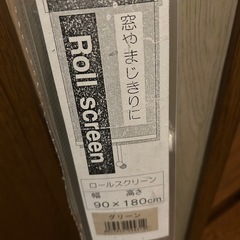 窓やまじきりに
Roll screen
ロールスクリーン
幅 高さ
90×180cm
グリーン